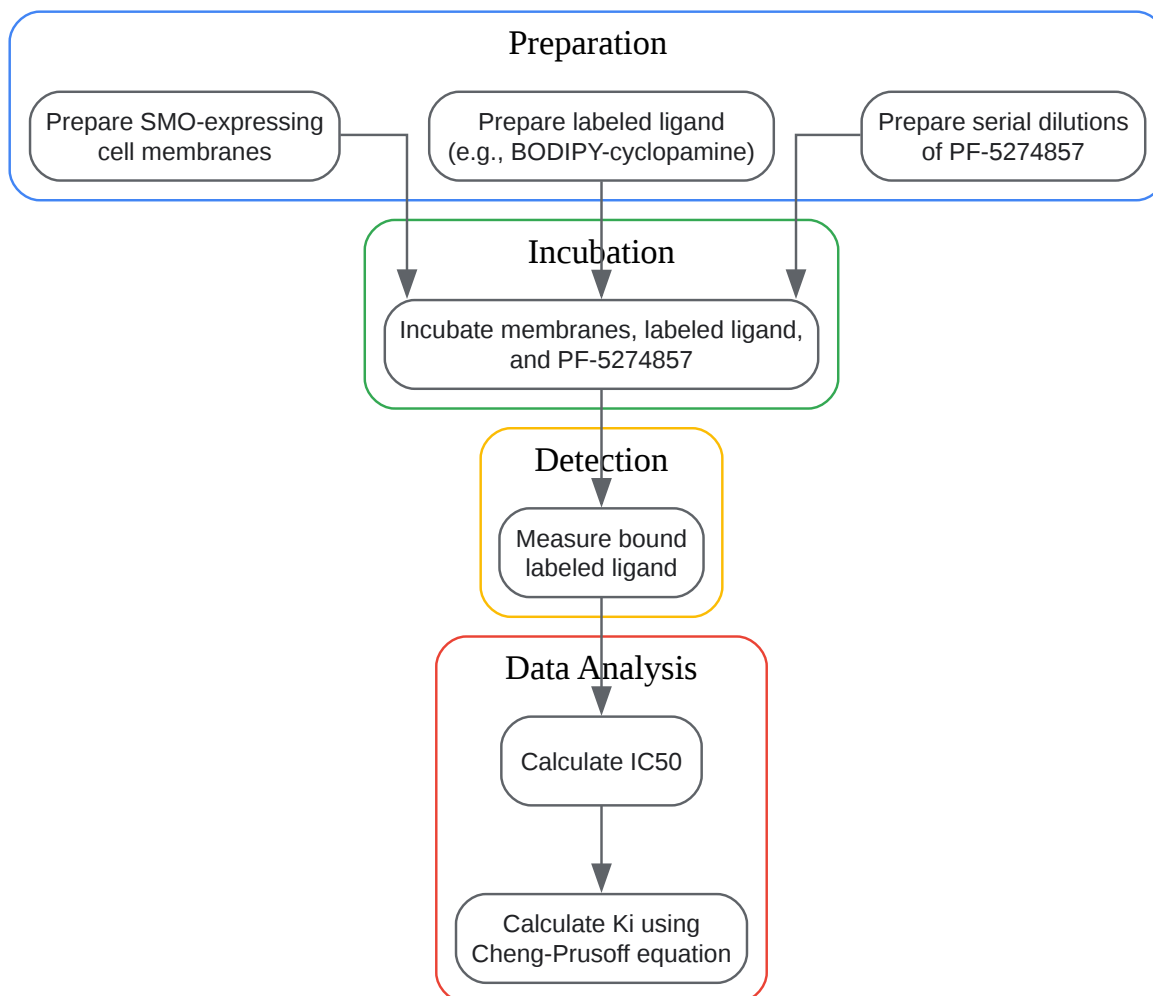 Preparation
Prepare SMO-expressing
cell membranes
Prepare labeled ligand
(e.g., BODIPY-cyclopamine)
Prepare serial dilutions
of PF-5274857
Incubation
Incubate membranes, labeled ligand,
and PF-5274857
Detection
Measure bound
labeled ligand
Data Analysis
Calculate IC50
Calculate Ki using
Cheng-Prusoff equation